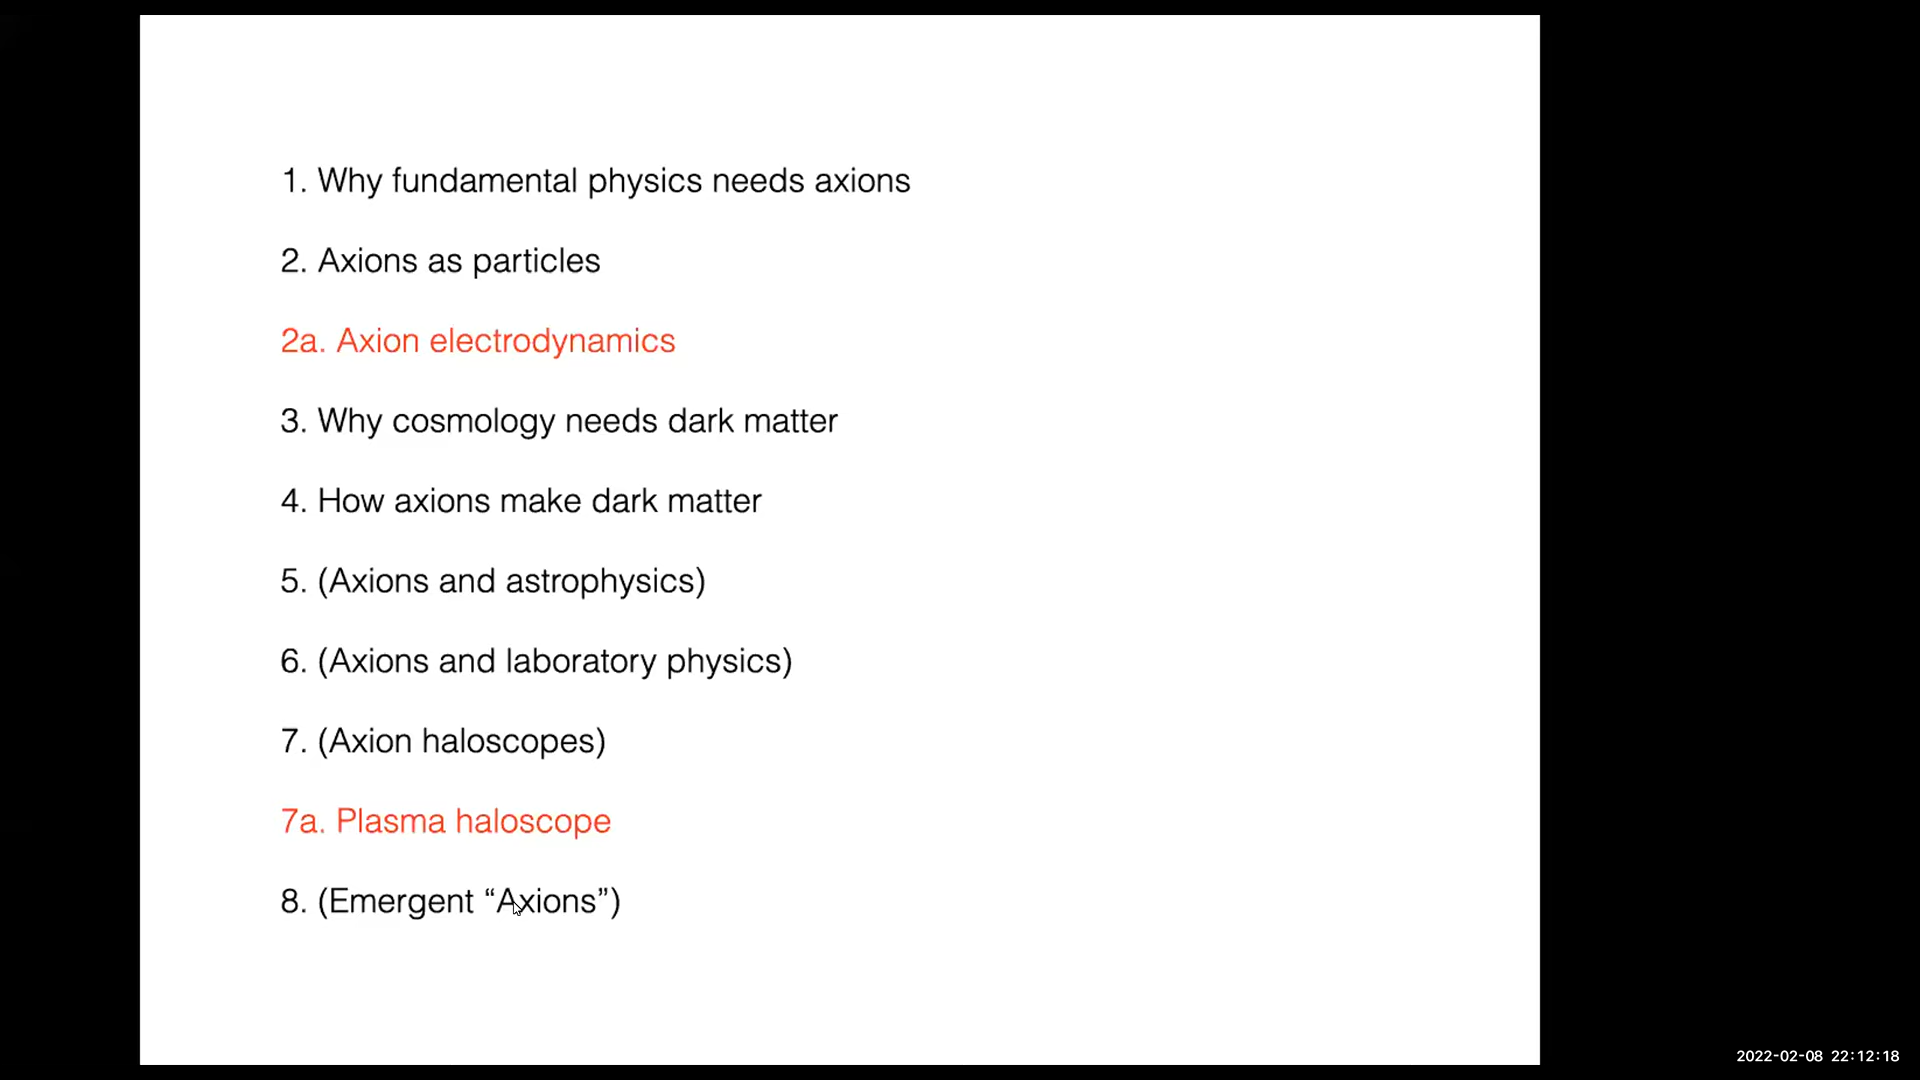 1. Why fundamental physics needs axions
2. Axions as particles
2a. Axion electrodynamics
3. Why cosmology needs dark matter
4. How axions make dark matter
5. (Axions and astrophysics)
6. (Axions and laboratory physics)
7. (Axion haloscopes)
7a. Plasma haloscope
8. (Emergent “Axions”)
2022-02-08 22:12:18